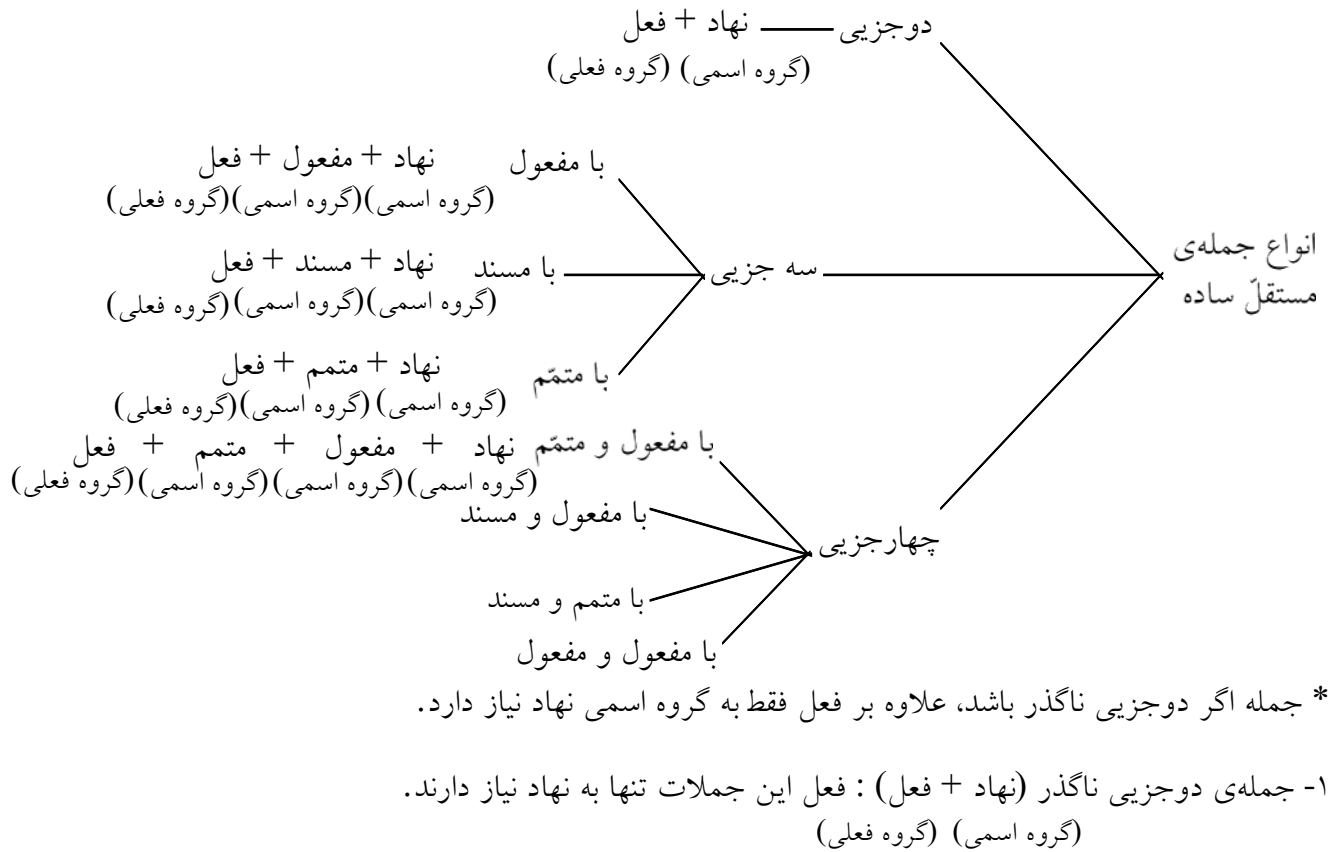 دوجزیی نهاد + فعل
(گروه اسمی) (گروه فعلی)
با مفعول نهاد + مفعول + فعل
(گروه اسمی)(گروه اسمی)(گروه فعلی)
انواع جمله‌ی
مستقلّ ساده
سه جزیی با مسند نهاد + مسند + فعل
(گروه اسمی)(گروه اسمی)(گروه فعلی)
با متمّم نهاد + متمم + فعل
(گروه اسمی)(گروه اسمی)(گروه فعلی)
با مفعول و متمّم نهاد + مفعول + متمم + فعل
(گروه اسمی)(گروه اسمی)(گروه اسمی)(گروه فعلی)
با مفعول و مسند
چهارجزیی
با متمم و مسند
با مفعول و مفعول
* جمله اگر دوجزیی ناگذر باشد، علاوه بر فعل فقط به گروه اسمی نهاد نیاز دارد.
۱- جمله‌ی دوجزیی ناگذر (نهاد + فعل) : فعل این جملات تنها به نهاد نیاز دارند.
(گروه اسمی) (گروه فعلی)